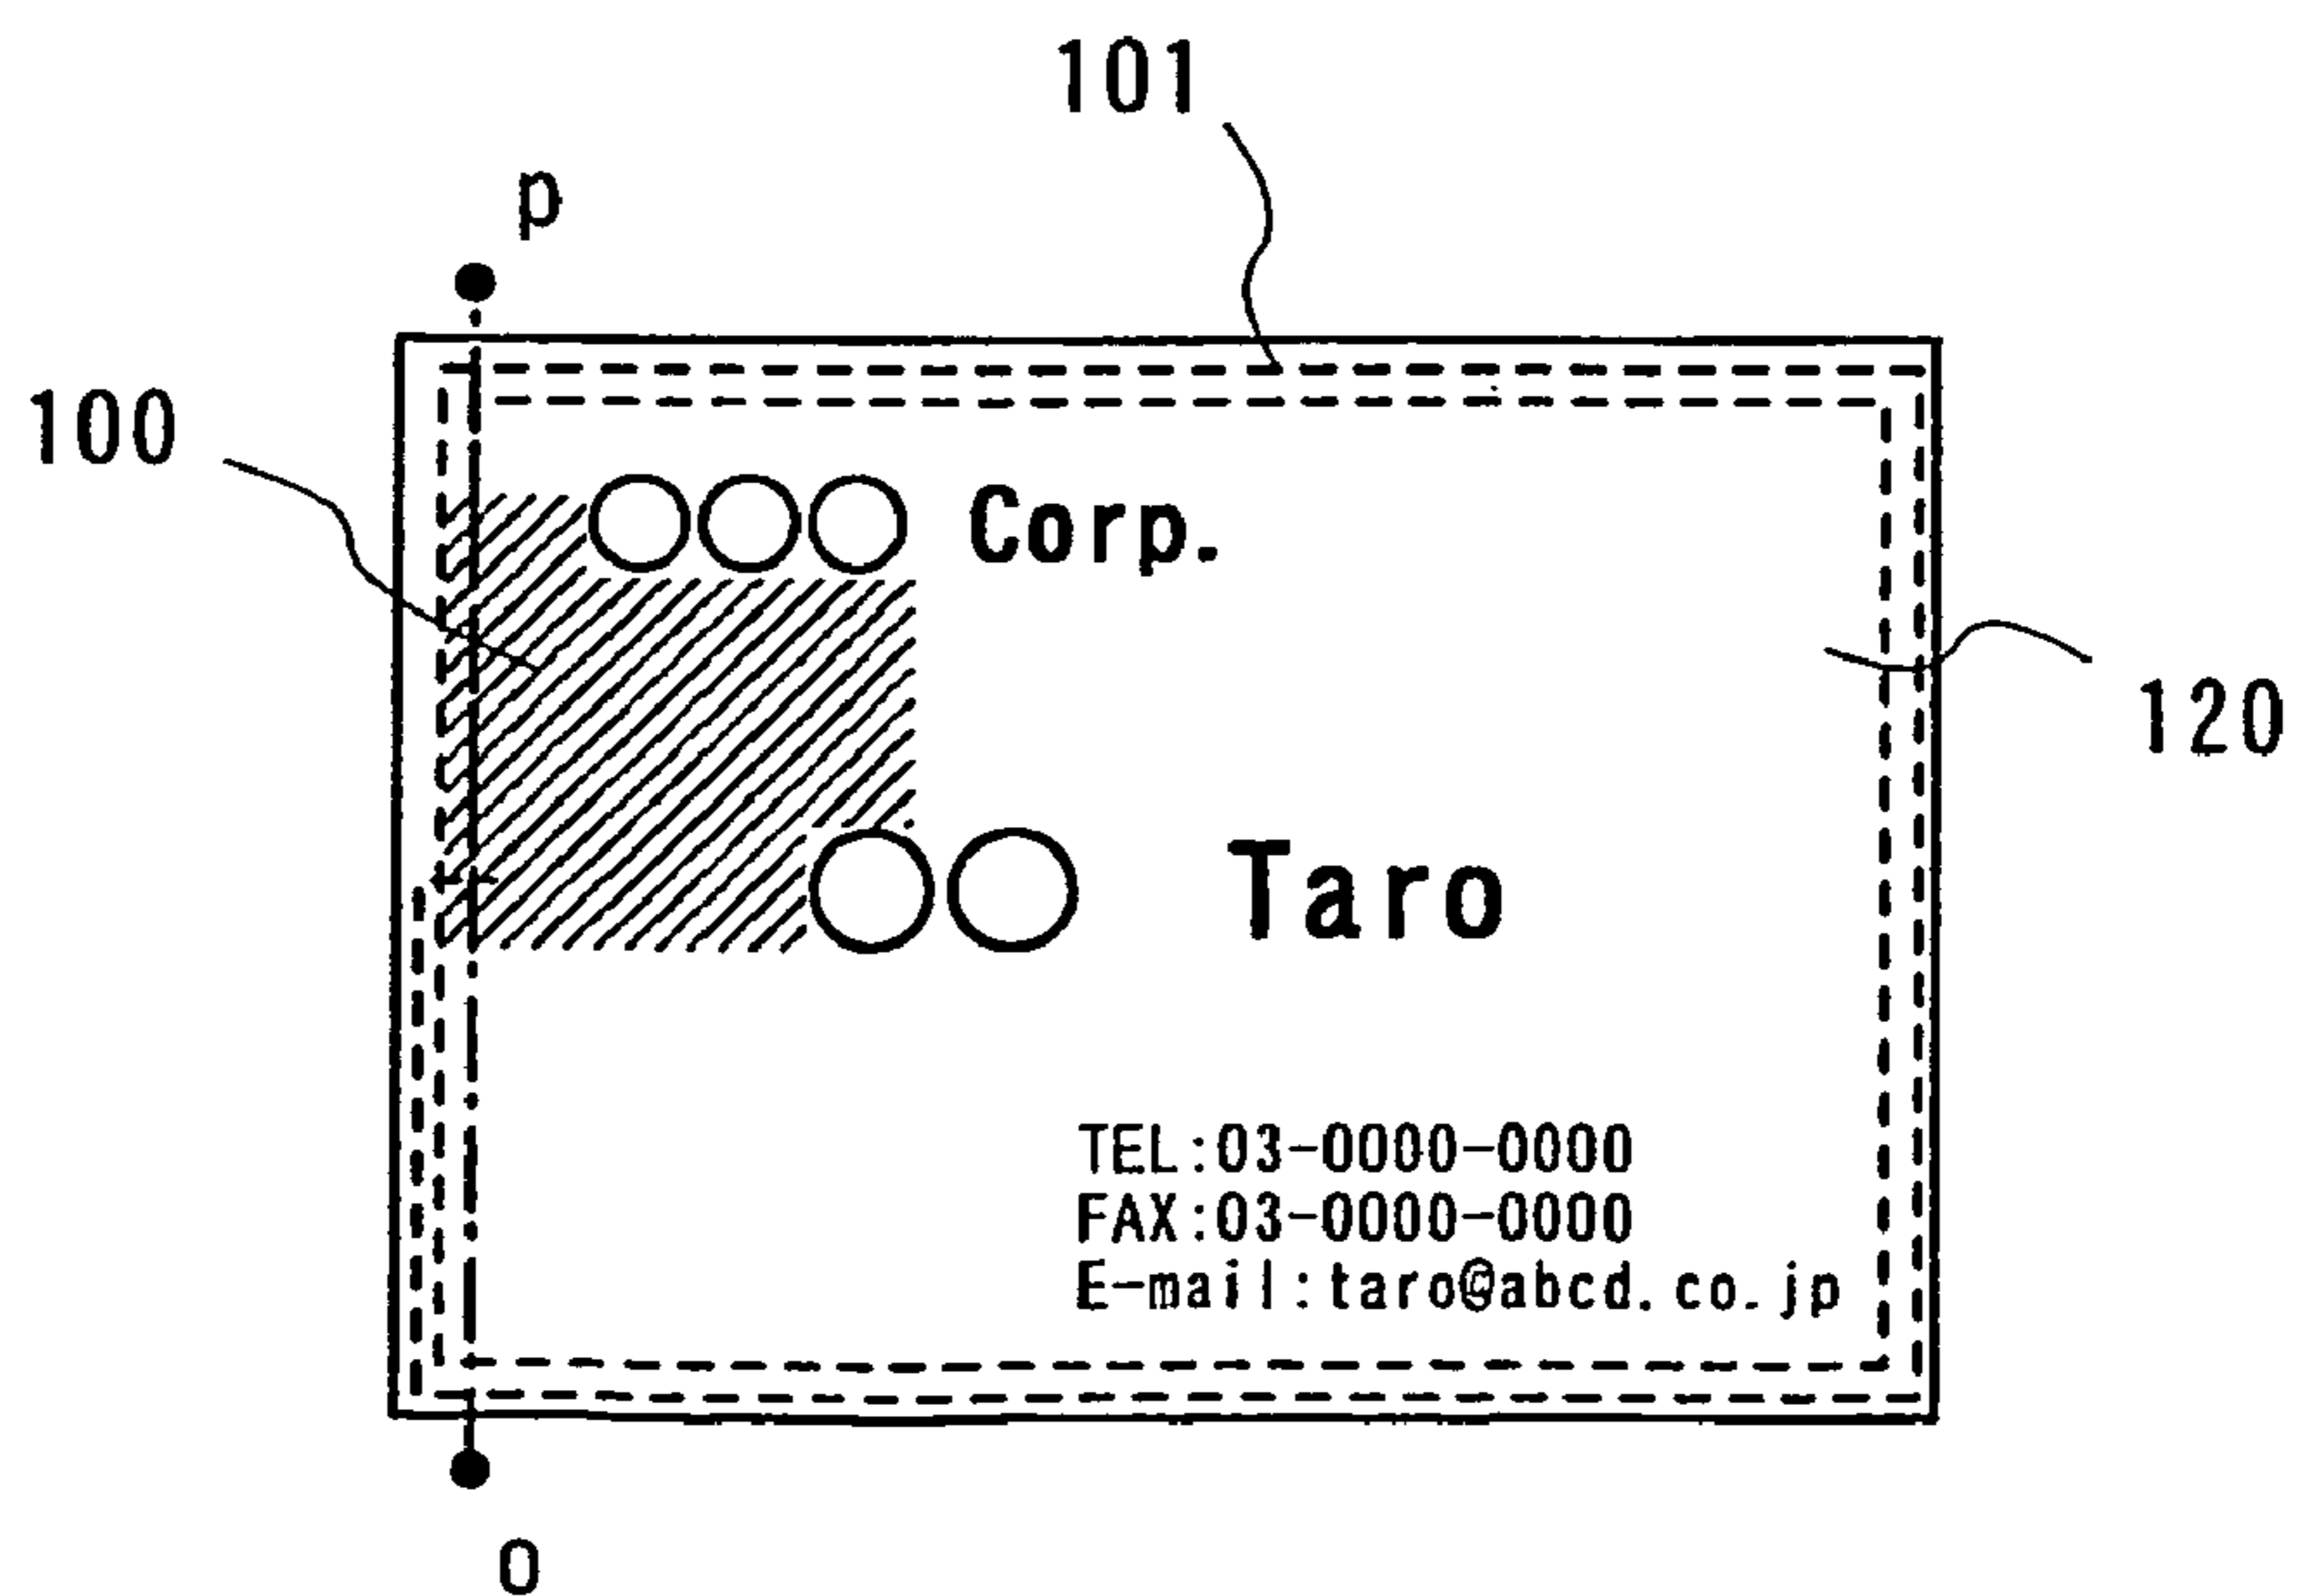 101
p
100
○○○ Corp.
120
○○ Taro
TEL:03-0000-0000
FAX:03-0000-0000
E-mail:taro@abcd.co.jp
o